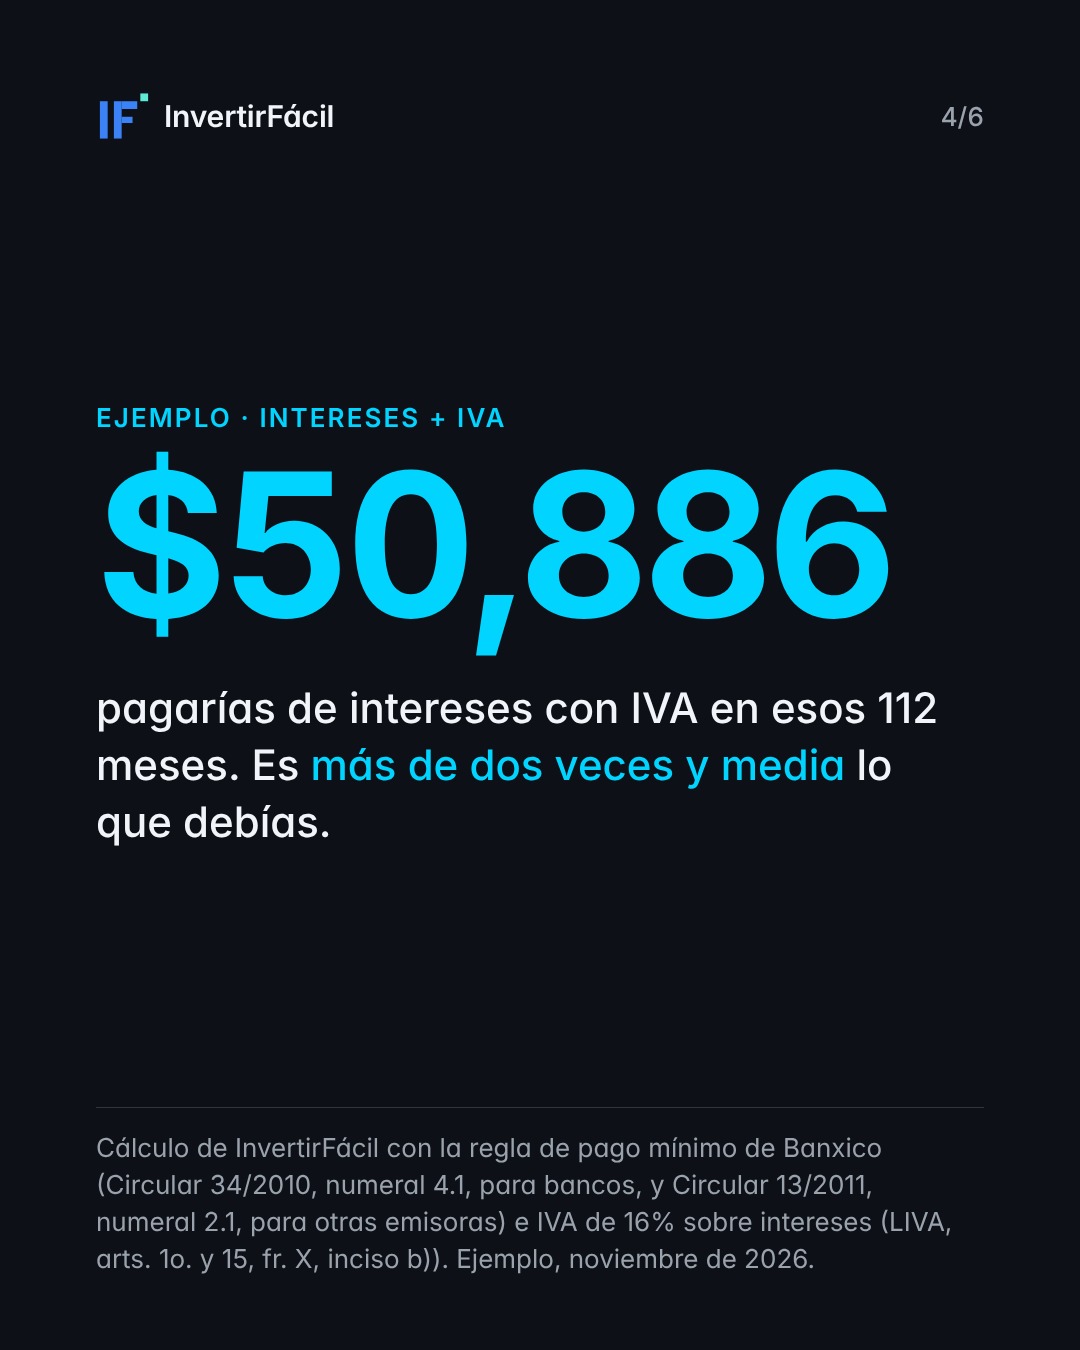 IF InvertirFácil
4/6
EJEMPLO · INTERESES + IVA
$50,886
pagarías de intereses con IVA en esos 112
meses. Es más de dos veces y media lo
que debías.
Cálculo de InvertirFácil con la regla de pago mínimo de Banxico
(Circular 34/2010, numeral 4.1, para bancos, y Circular 13/2011,
numeral 2.1, para otras emisoras) e IVA de 16% sobre intereses (LIVA,
arts. 1o. y 15, fr. X, inciso b)). Ejemplo, noviembre de 2026.